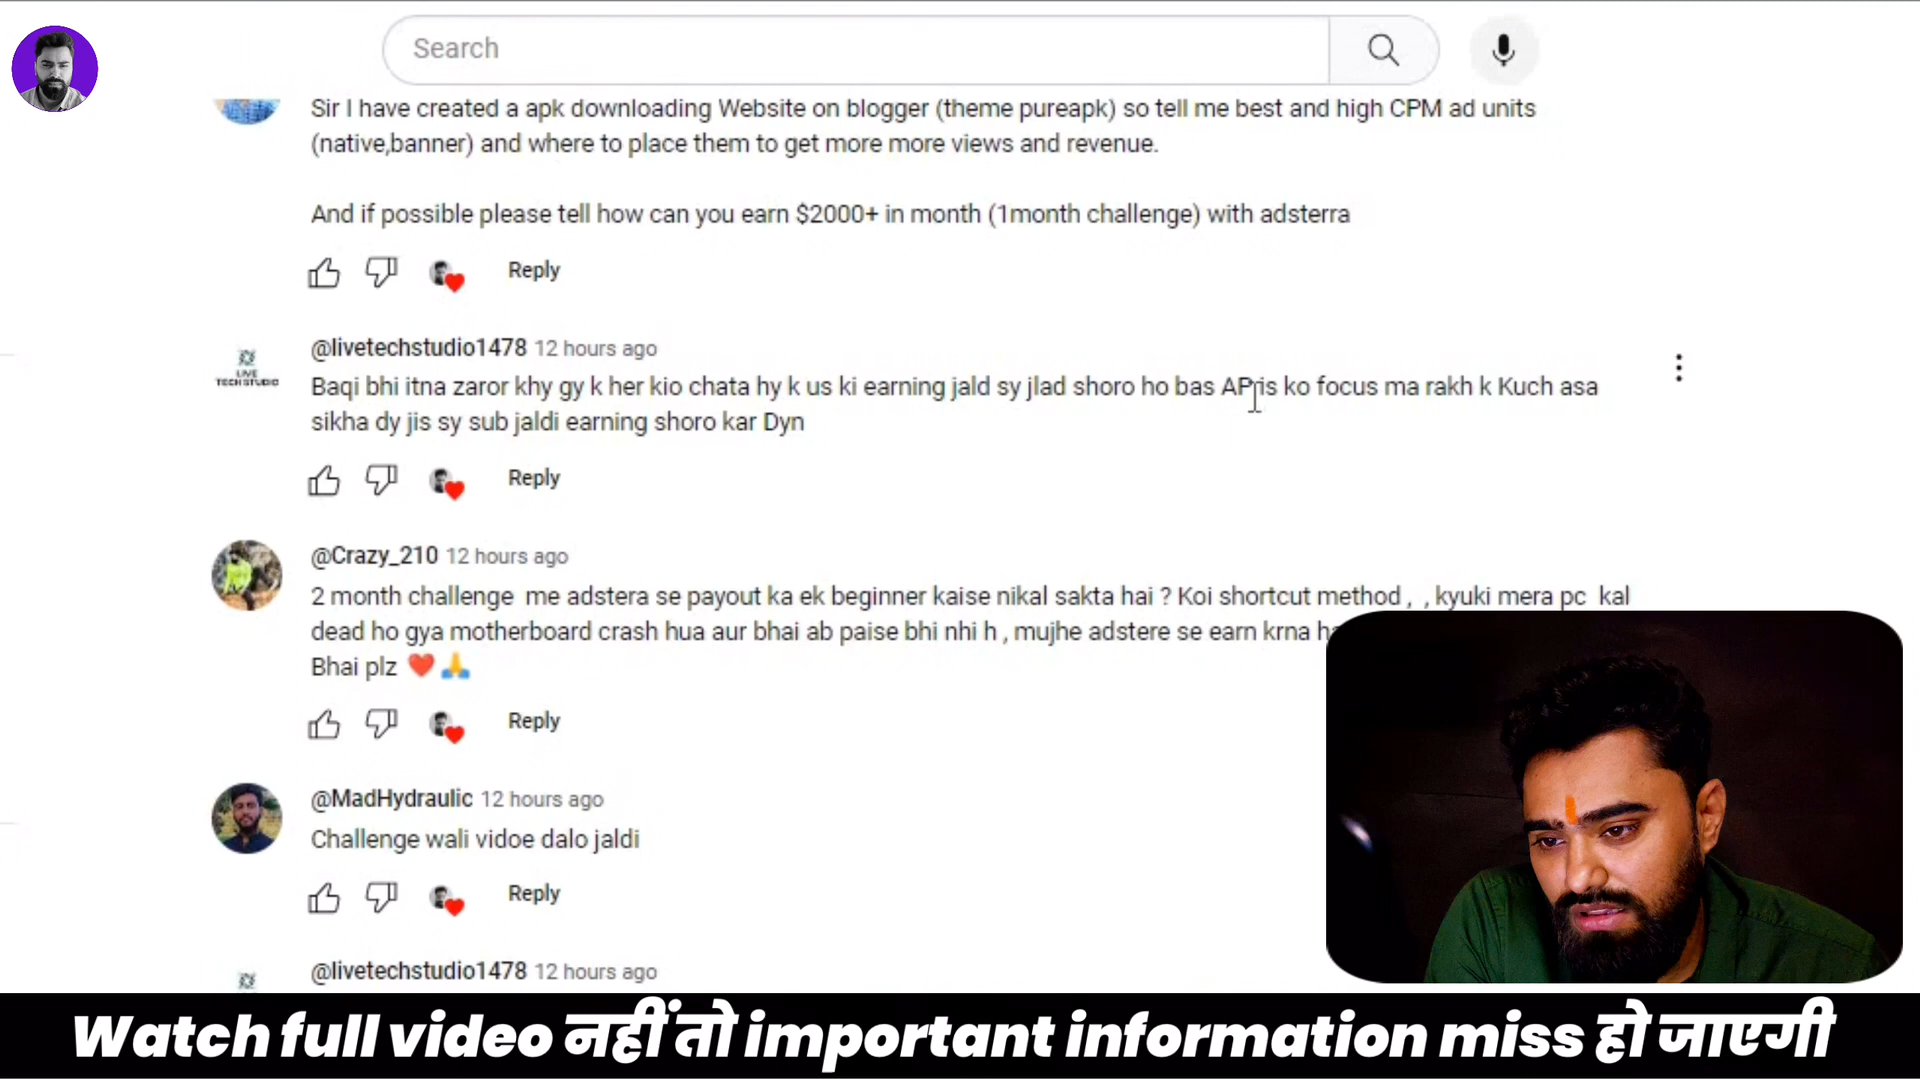 Search
Sir I have created a apk downloading Website on blogger (theme pureapk) so tell me best and high CPM ad units
(native,banner) and where to place them to get more more views and revenue.
And if possible please tell how can you earn $2000+ in month (1month challenge) with adsterra
Reply
@livetechstudio1478 12 hours ago
LIVE
TECH STUDIO
Baqi bhi itna zaror khy gy k her kio chata hy k us ki earning jald sy jlad shoro ho bas AP is ko focus ma rakh k Kuch asa
sikha dy jis sy sub jaldi earning shoro kar Dyn
Reply
@Crazy_210 12 hours ago
2 month challenge me adstera se payout ka ek beginner kaise nikal sakta hai ? Koi shortcut method , , kyuki mera pc kal
dead ho gya motherboard crash hua aur bhai ab paise bhi nhi h , mujhe adstere se earn krna
Bhai plz ❤️🙏
Reply
@MadHydraulic 12 hours ago
Challenge wali vidoe dalo jaldi
Reply
@livetechstudio1478 12 hours ago
Watch full video नहीं तो important information miss हो जाएगी